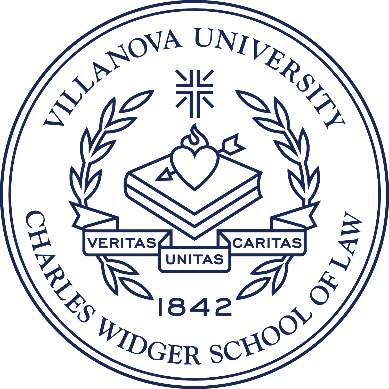 VILLANOVA UNIVERSITY
VERITAS
UNITAS
CARITAS
1842
CHARLES WIDGER SCHOOL OF LAW